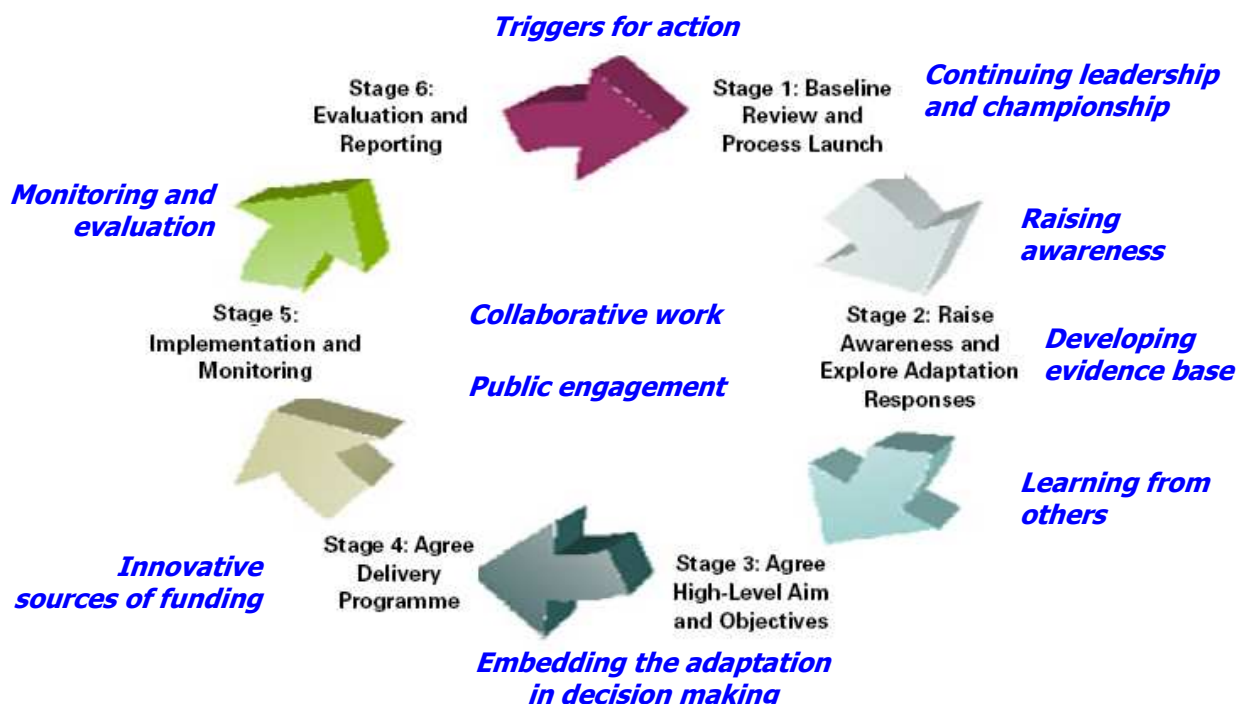 Triggers for action
Stage 6:
Evaluation and
Reporting
Stage 1: Baseline
Review and
Process Launch
Continuing leadership
and championship
Monitoring and
evaluation
Raising
awareness
Stage 5:
Implementation and
Monitoring
Collaborative work
Public engagement
Stage 2: Raise
Awareness and
Explore Adaptation
Responses
Developing
evidence base
Learning from
others
Innovative
sources of funding
Stage 4: Agree
Delivery
Programme
Stage 3: Agree
High-Level Aim
and Objectives
Embedding the adaptation
in decision making